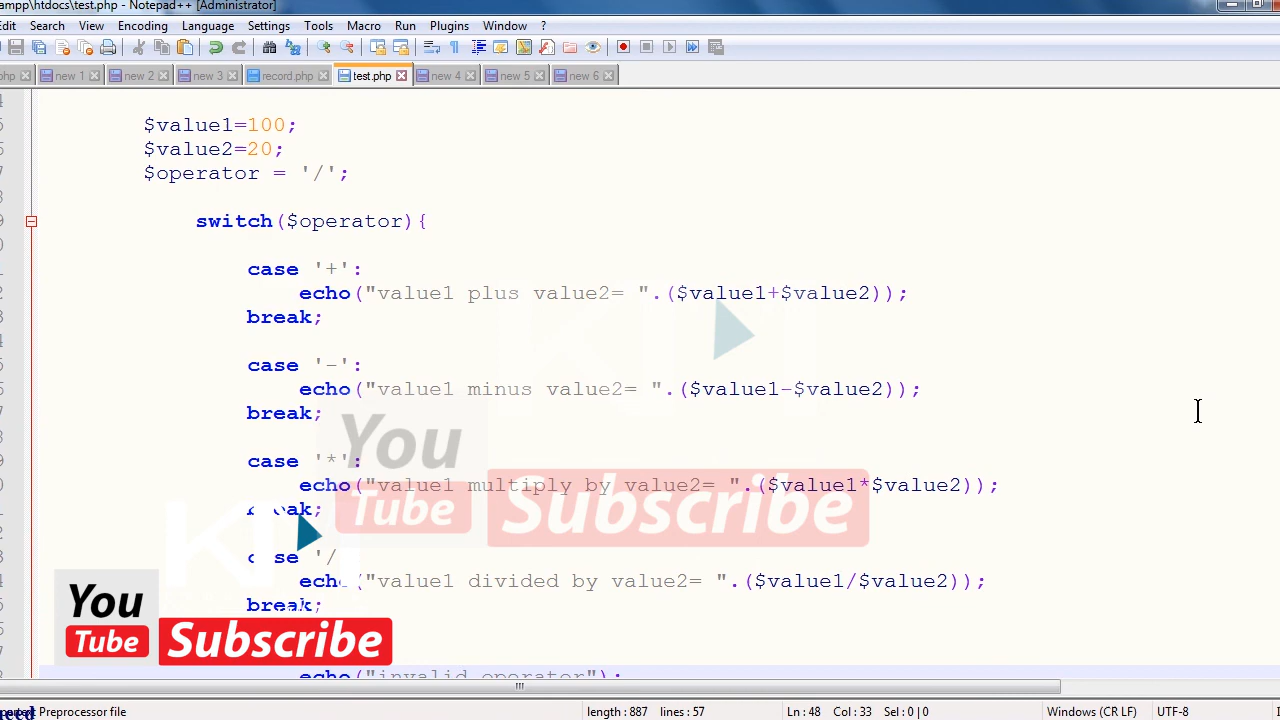 ampp\htdocs\test.php - Notepad++ [Administrator]
Edit Search View Encoding Language Settings Tools Macro Run Plugins Window ?
php new 1 new 2 new 3 record.php test.php new 4 new 5 new 6
$value1=100;
$value2=20;
$operator = '/';
switch($operator){
case '+':
echo("value1 plus value2= ".($value1+$value2));
break;
case '-':
echo("value1 minus value2= ".($value1-$value2));
break;
case '*':
echo("value1 multiply by value2= ".($value1*$value2));
break;
case '/
echo("value1 divided by value2= ".($value1/$value2));
break;
echo("invalid operator");
You
Tube Subscribe
You
Tube Subscribe
pertext Preprocessor file length : 887 lines : 57 Ln : 48 Col : 33 Sel : 0 | 0 Windows (CR LF) UTF-8